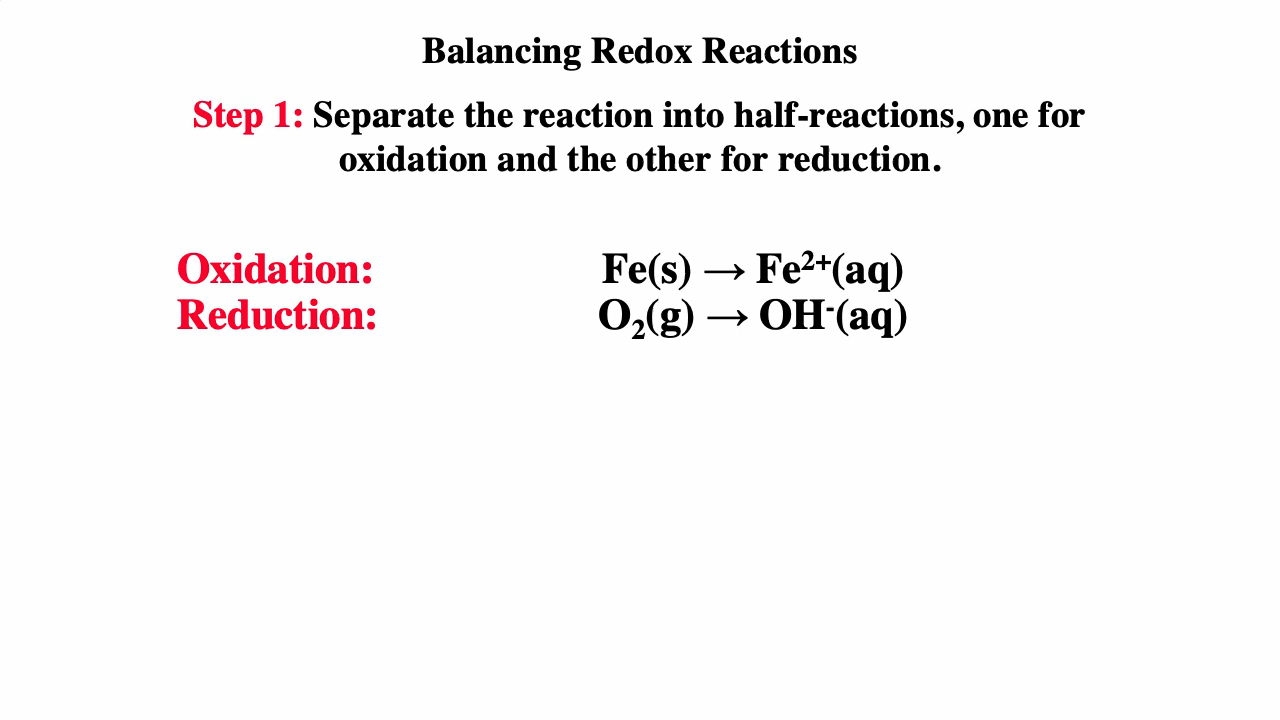 Balancing Redox Reactions
Step 1: Separate the reaction into half-reactions, one for
oxidation and the other for reduction.
Oxidation: Fe(s) → Fe²⁺(aq)
Reduction: O₂(g) → OH⁻(aq)